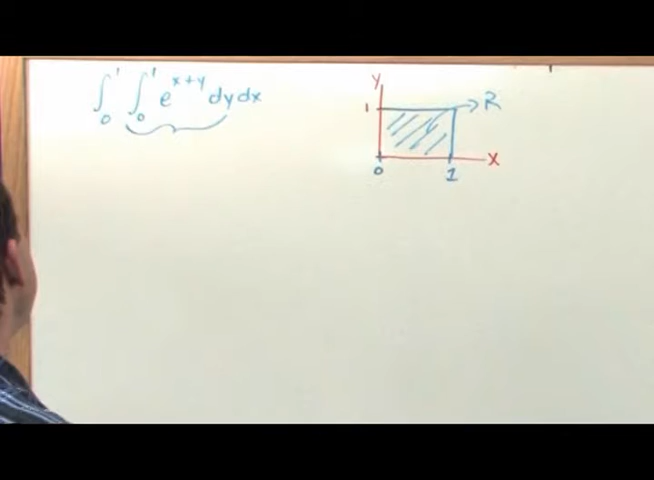 ∫₀¹ ∫₀¹ e^{x+y} dy dx
y
1
R
x
0
1